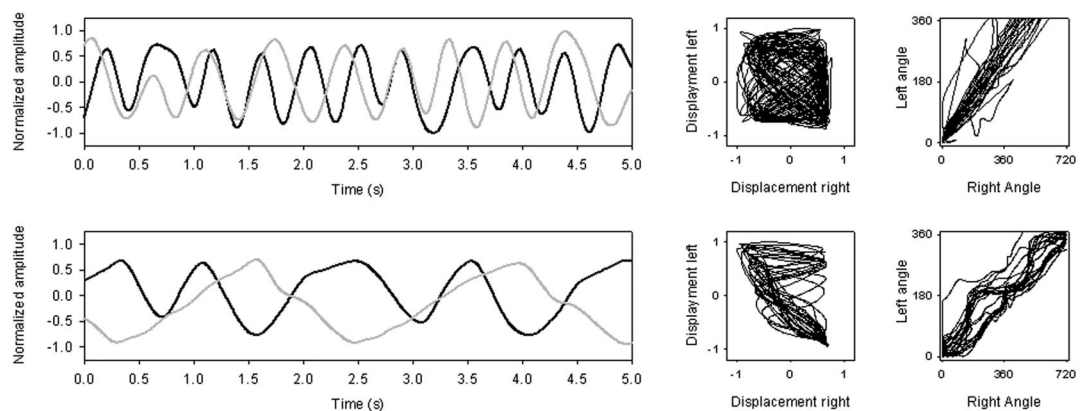 Normalized amplitude
1.0
0.5
0.0
-0.5
-1.0
0.0 0.5 1.0 1.5 2.0 2.5 3.0 3.5 4.0 4.5 5.0
Time (s)
Displayment left
1
0
-1
-1 0 1
Displacement right
Left angle
360
180
0
0 360 720
Right Angle
Normalized amplitude
1.0
0.5
0.0
-0.5
-1.0
0.0 0.5 1.0 1.5 2.0 2.5 3.0 3.5 4.0 4.5 5.0
Time (s)
Displayment left
1
0
-1
-1 0 1
Displacement right
Left angle
360
180
0
0 360 720
Right Angle